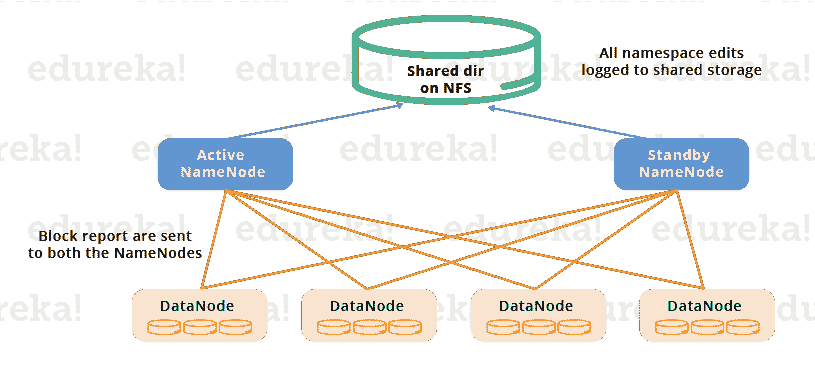 edureka!
Shared dir
on NFS
All namespace edits
logged to shared storage
Active
NameNode
Standby
NameNode
Block report are sent
to both the NameNodes
DataNode
DataNode
DataNode
DataNode